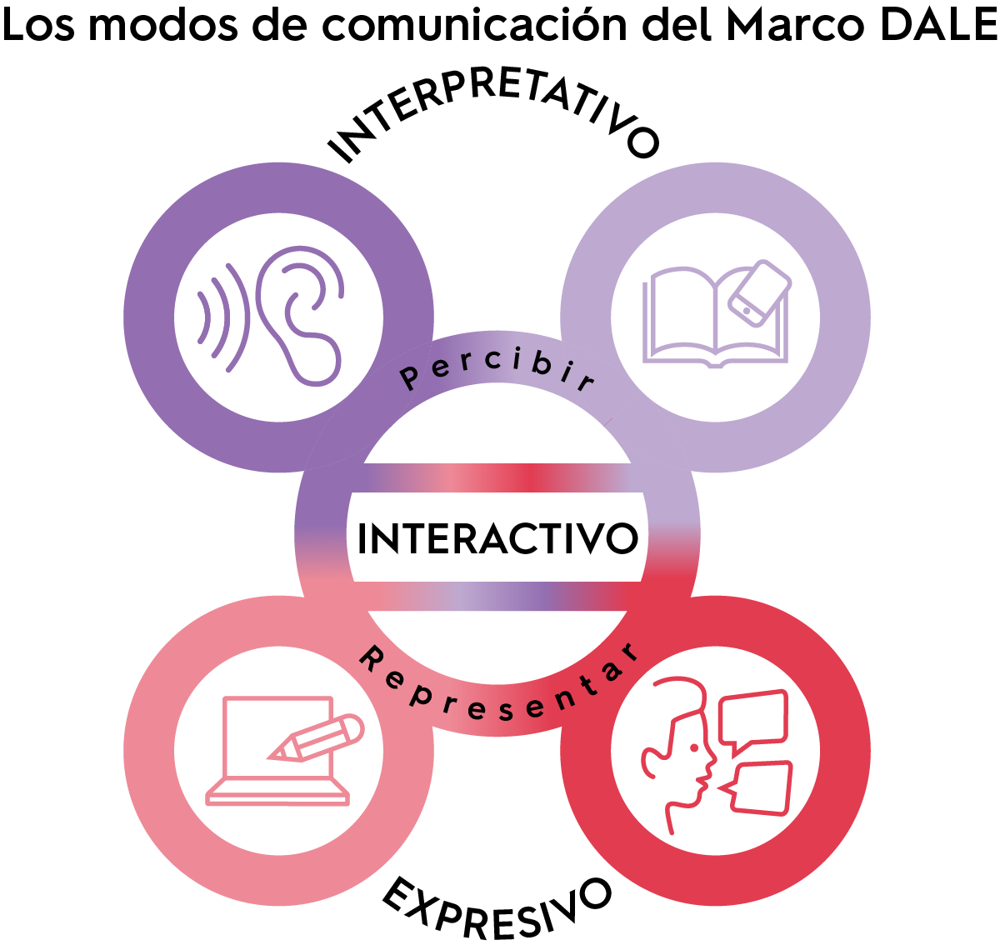 Los modos de comunicación del Marco DALE
INTERPRETATIVO
Percibir
INTERACTIVO
Representar
EXPRESIVO